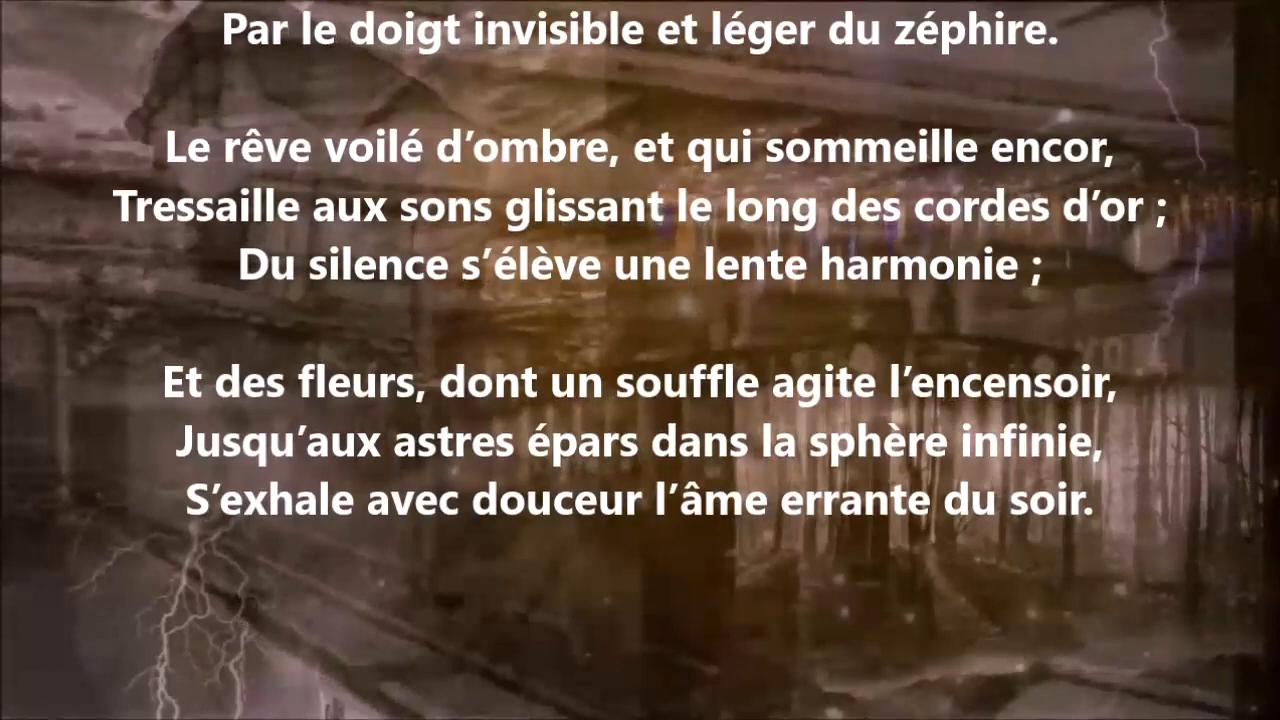 Par le doigt invisible et léger du zéphire.
Le rêve voilé d’ombre, et qui sommeille encor,
Tressaille aux sons glissant le long des cordes d’or ;
Du silence s’élève une lente harmonie ;
Et des fleurs, dont un souffle agite l’encensoir,
Jusqu’aux astres épars dans la sphère infinie,
S’exhale avec douceur l’âme errante du soir.